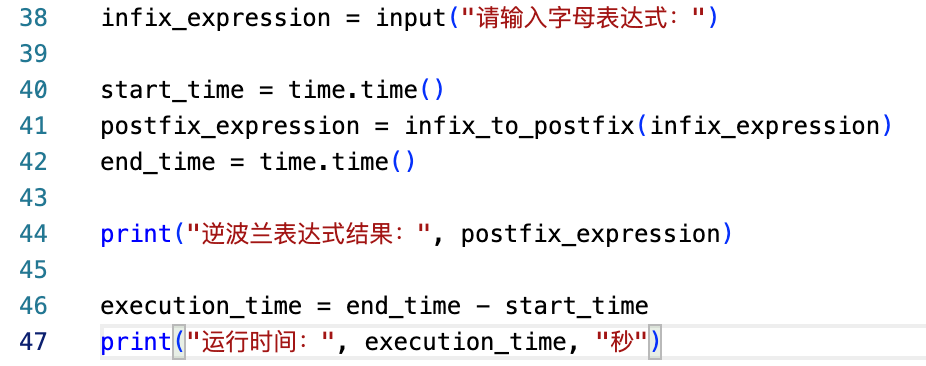 38 infix_expression = input("请输入字母表达式：")
39
40 start_time = time.time()
41 postfix_expression = infix_to_postfix(infix_expression)
42 end_time = time.time()
43
44 print("逆波兰表达式结果：", postfix_expression)
45
46 execution_time = end_time - start_time
47 print("运行时间：", execution_time, "秒")